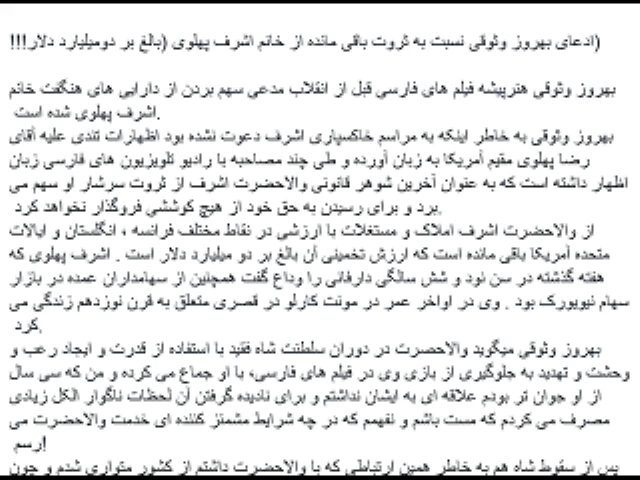 (ادعای بهروز وثوقی نسبت به ثروت باقی مانده از خانم اشرف پهلوی (بالغ بر دومیلیارد دلار!!!
بهروز وثوقی هنرپیشه فیلم های فارسی قبل از انقلاب مدعی سهم بردن از دارایی های هنگفت خانم
اشرف پهلوی شده است.
بهروز وثوقی به خاطر اینکه به مراسم خاکسپاری اشرف دعوت نشده بود اظهارات تندی علیه آقای
رضا پهلوی مقیم آمریکا به زبان آورده و طی چند مصاحبه با رادیو تلویزیون های فارسی زبان
اظهار داشته است که به عنوان آخرین شوهر قانونی والاحضرت اشرف از ثروت سرشار او سهم می
برد و برای رسیدن به حق خود از هیچ کوششی فروگذار نخواهد کرد.
از والاحضرت اشرف املاک و مستغلات با ارزشی در نقاط مختلف فرانسه ، انگلستان و ایالات
متحده آمریکا باقی مانده است که ارزش تخمینی آن بالغ بر دو میلیارد دلار است . اشرف پهلوی که
هفته گذشته در سن نود و شش سالگی دارفانی را وداع گفت همچنین از سهامداران عمده در بازار
سهام نیویورک بود . وی در اواخر عمر در مونت کارلو در قصری متعلق به قرن نوزدهم زندگی می
کرد.
بهروز وثوقی میگوید والاحضرت در دوران سلطنت شاه فقید با استفاده از قدرت و ایجاد رعب و
وحشت و تهدید به جلوگیری از بازی وی در فیلم های فارسی، با او جماع می کرده و من که سی سال
از او جوان تر بودم علاقه ای به ایشان نداشتم و برای نادیده گرفتن آن لحظات ناگوار الکل زیادی
مصرف می کردم که مست باشم و نفهمم که در چه شرایط مشمئز کننده ای خدمت والاحضرت می
رسم!
پس از سقوط شاه هم به خاطر همین ارتباطی که با والاحضرت داشتم از کشور متواری شدم و چون